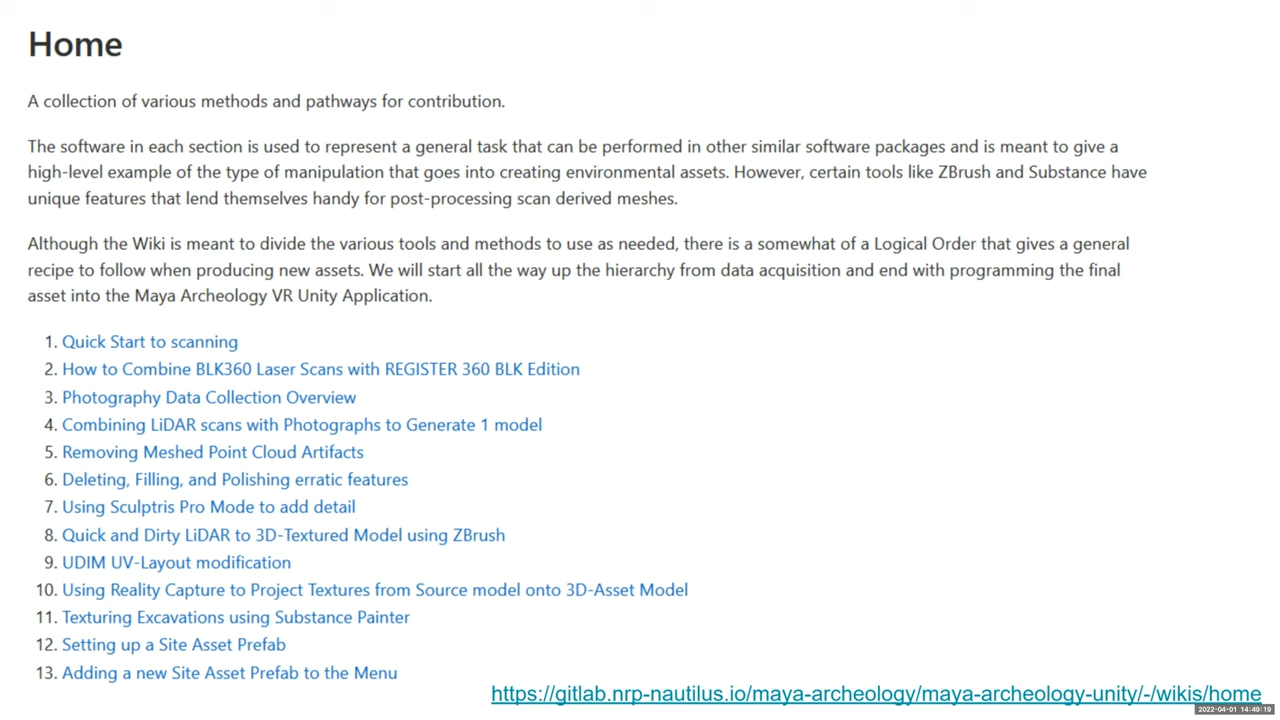 Home
A collection of various methods and pathways for contribution.
The software in each section is used to represent a general task that can be performed in other similar software packages and is meant to give a
high-level example of the type of manipulation that goes into creating environmental assets. However, certain tools like ZBrush and Substance have
unique features that lend themselves handy for post-processing scan derived meshes.
Although the Wiki is meant to divide the various tools and methods to use as needed, there is a somewhat of a Logical Order that gives a general
recipe to follow when producing new assets. We will start all the way up the hierarchy from data acquisition and end with programming the final
asset into the Maya Archeology VR Unity Application.
1. Quick Start to scanning
2. How to Combine BLK360 Laser Scans with REGISTER 360 BLK Edition
3. Photography Data Collection Overview
4. Combining LiDAR scans with Photographs to Generate 1 model
5. Removing Meshed Point Cloud Artifacts
6. Deleting, Filling, and Polishing erratic features
7. Using Sculptris Pro Mode to add detail
8. Quick and Dirty LiDAR to 3D-Textured Model using ZBrush
9. UDIM UV-Layout modification
10. Using Reality Capture to Project Textures from Source model onto 3D-Asset Model
11. Texturing Excavations using Substance Painter
12. Setting up a Site Asset Prefab
13. Adding a new Site Asset Prefab to the Menu
https://gitlab.nrp-nautilus.io/maya-archeology/maya-archeology-unity/-/wikis/home
2022-04-01 14:49:19